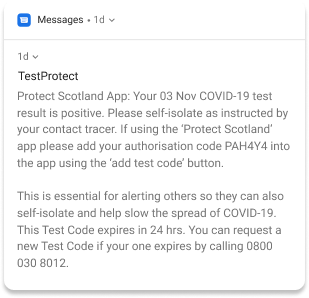 Messages • 1d
1d
TestProtect
Protect Scotland App: Your 03 Nov COVID-19 test
result is positive. Please self-isolate as instructed by
your contact tracer. If using the ‘Protect Scotland’
app please add your authorisation code PAH4Y4 into
the app using the ‘add test code’ button.
This is essential for alerting others so they can also
self-isolate and help slow the spread of COVID-19.
This Test Code expires in 24 hrs. You can request a
new Test Code if your one expires by calling 0800
030 8012.